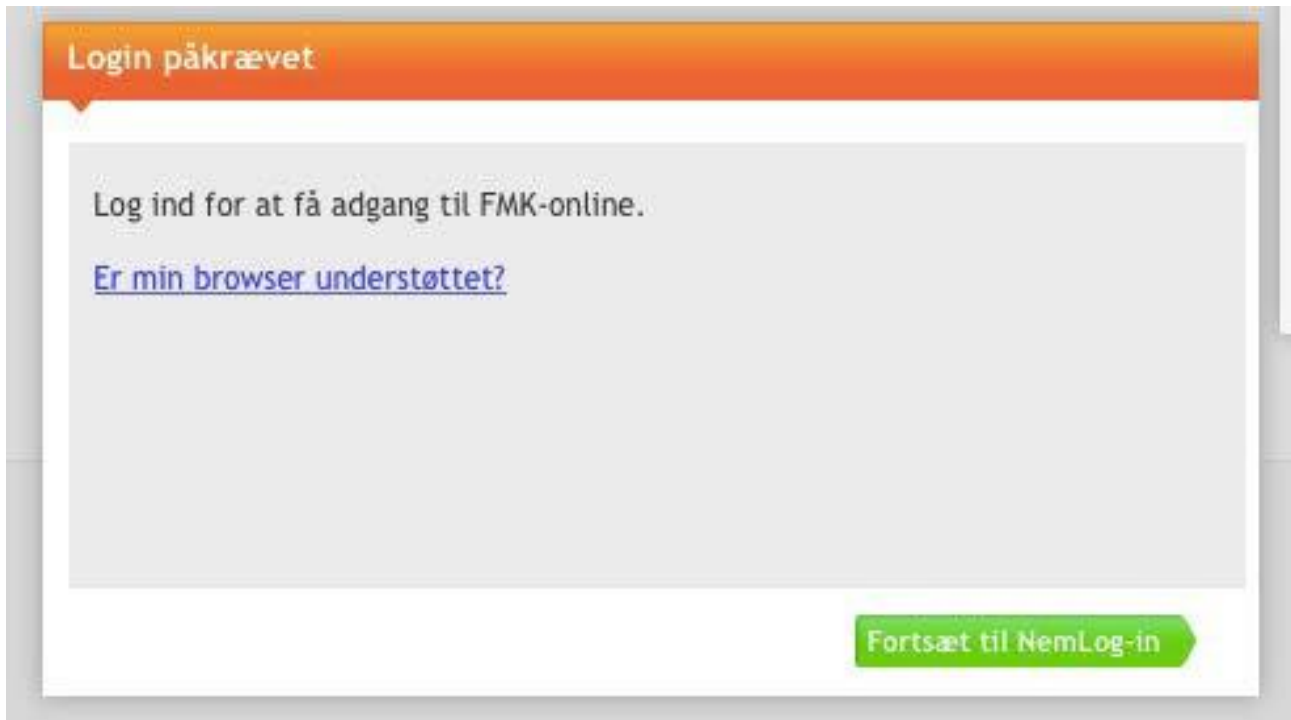 Login påkrævet
Log ind for at få adgang til FMK-online.
Er min browser understøttet?
Fortsæt til NemLog-in